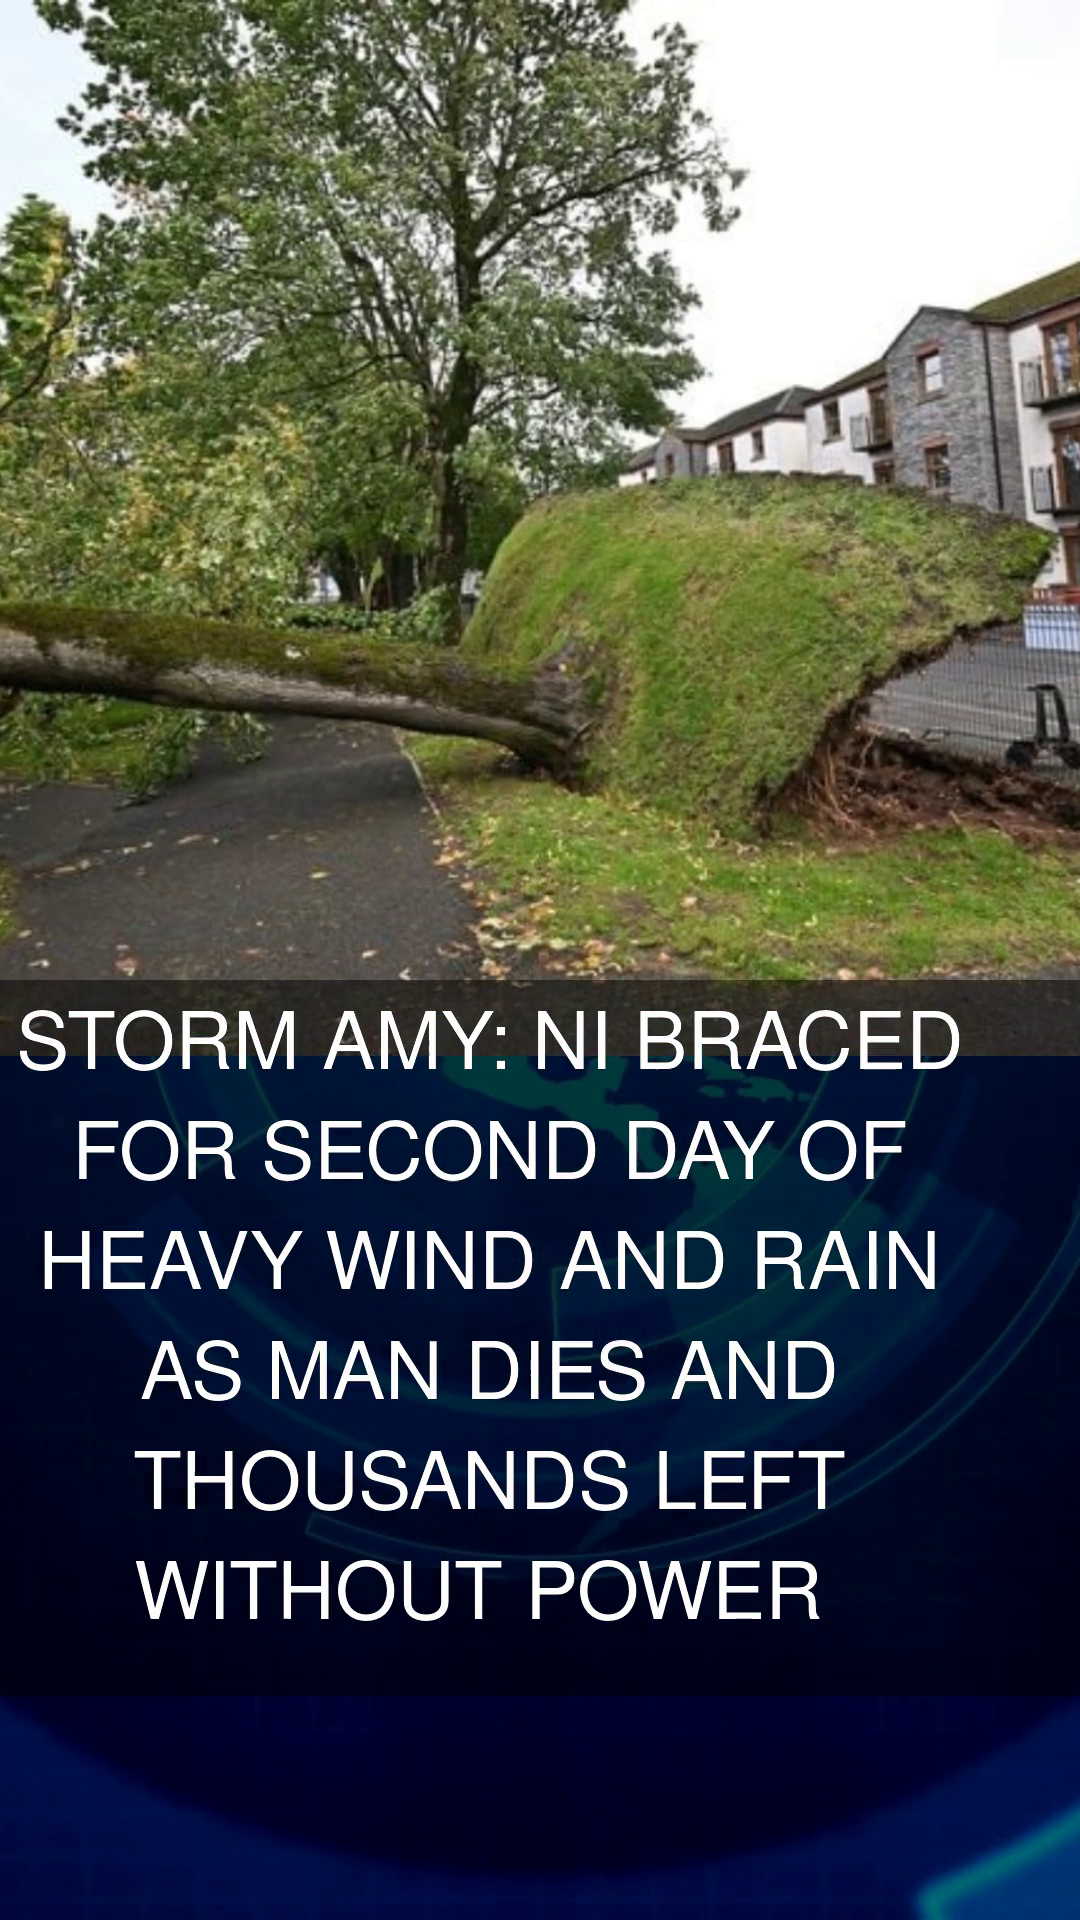 STORM AMY: NI BRACED
FOR SECOND DAY OF
HEAVY WIND AND RAIN
AS MAN DIES AND
THOUSANDS LEFT
WITHOUT POWER